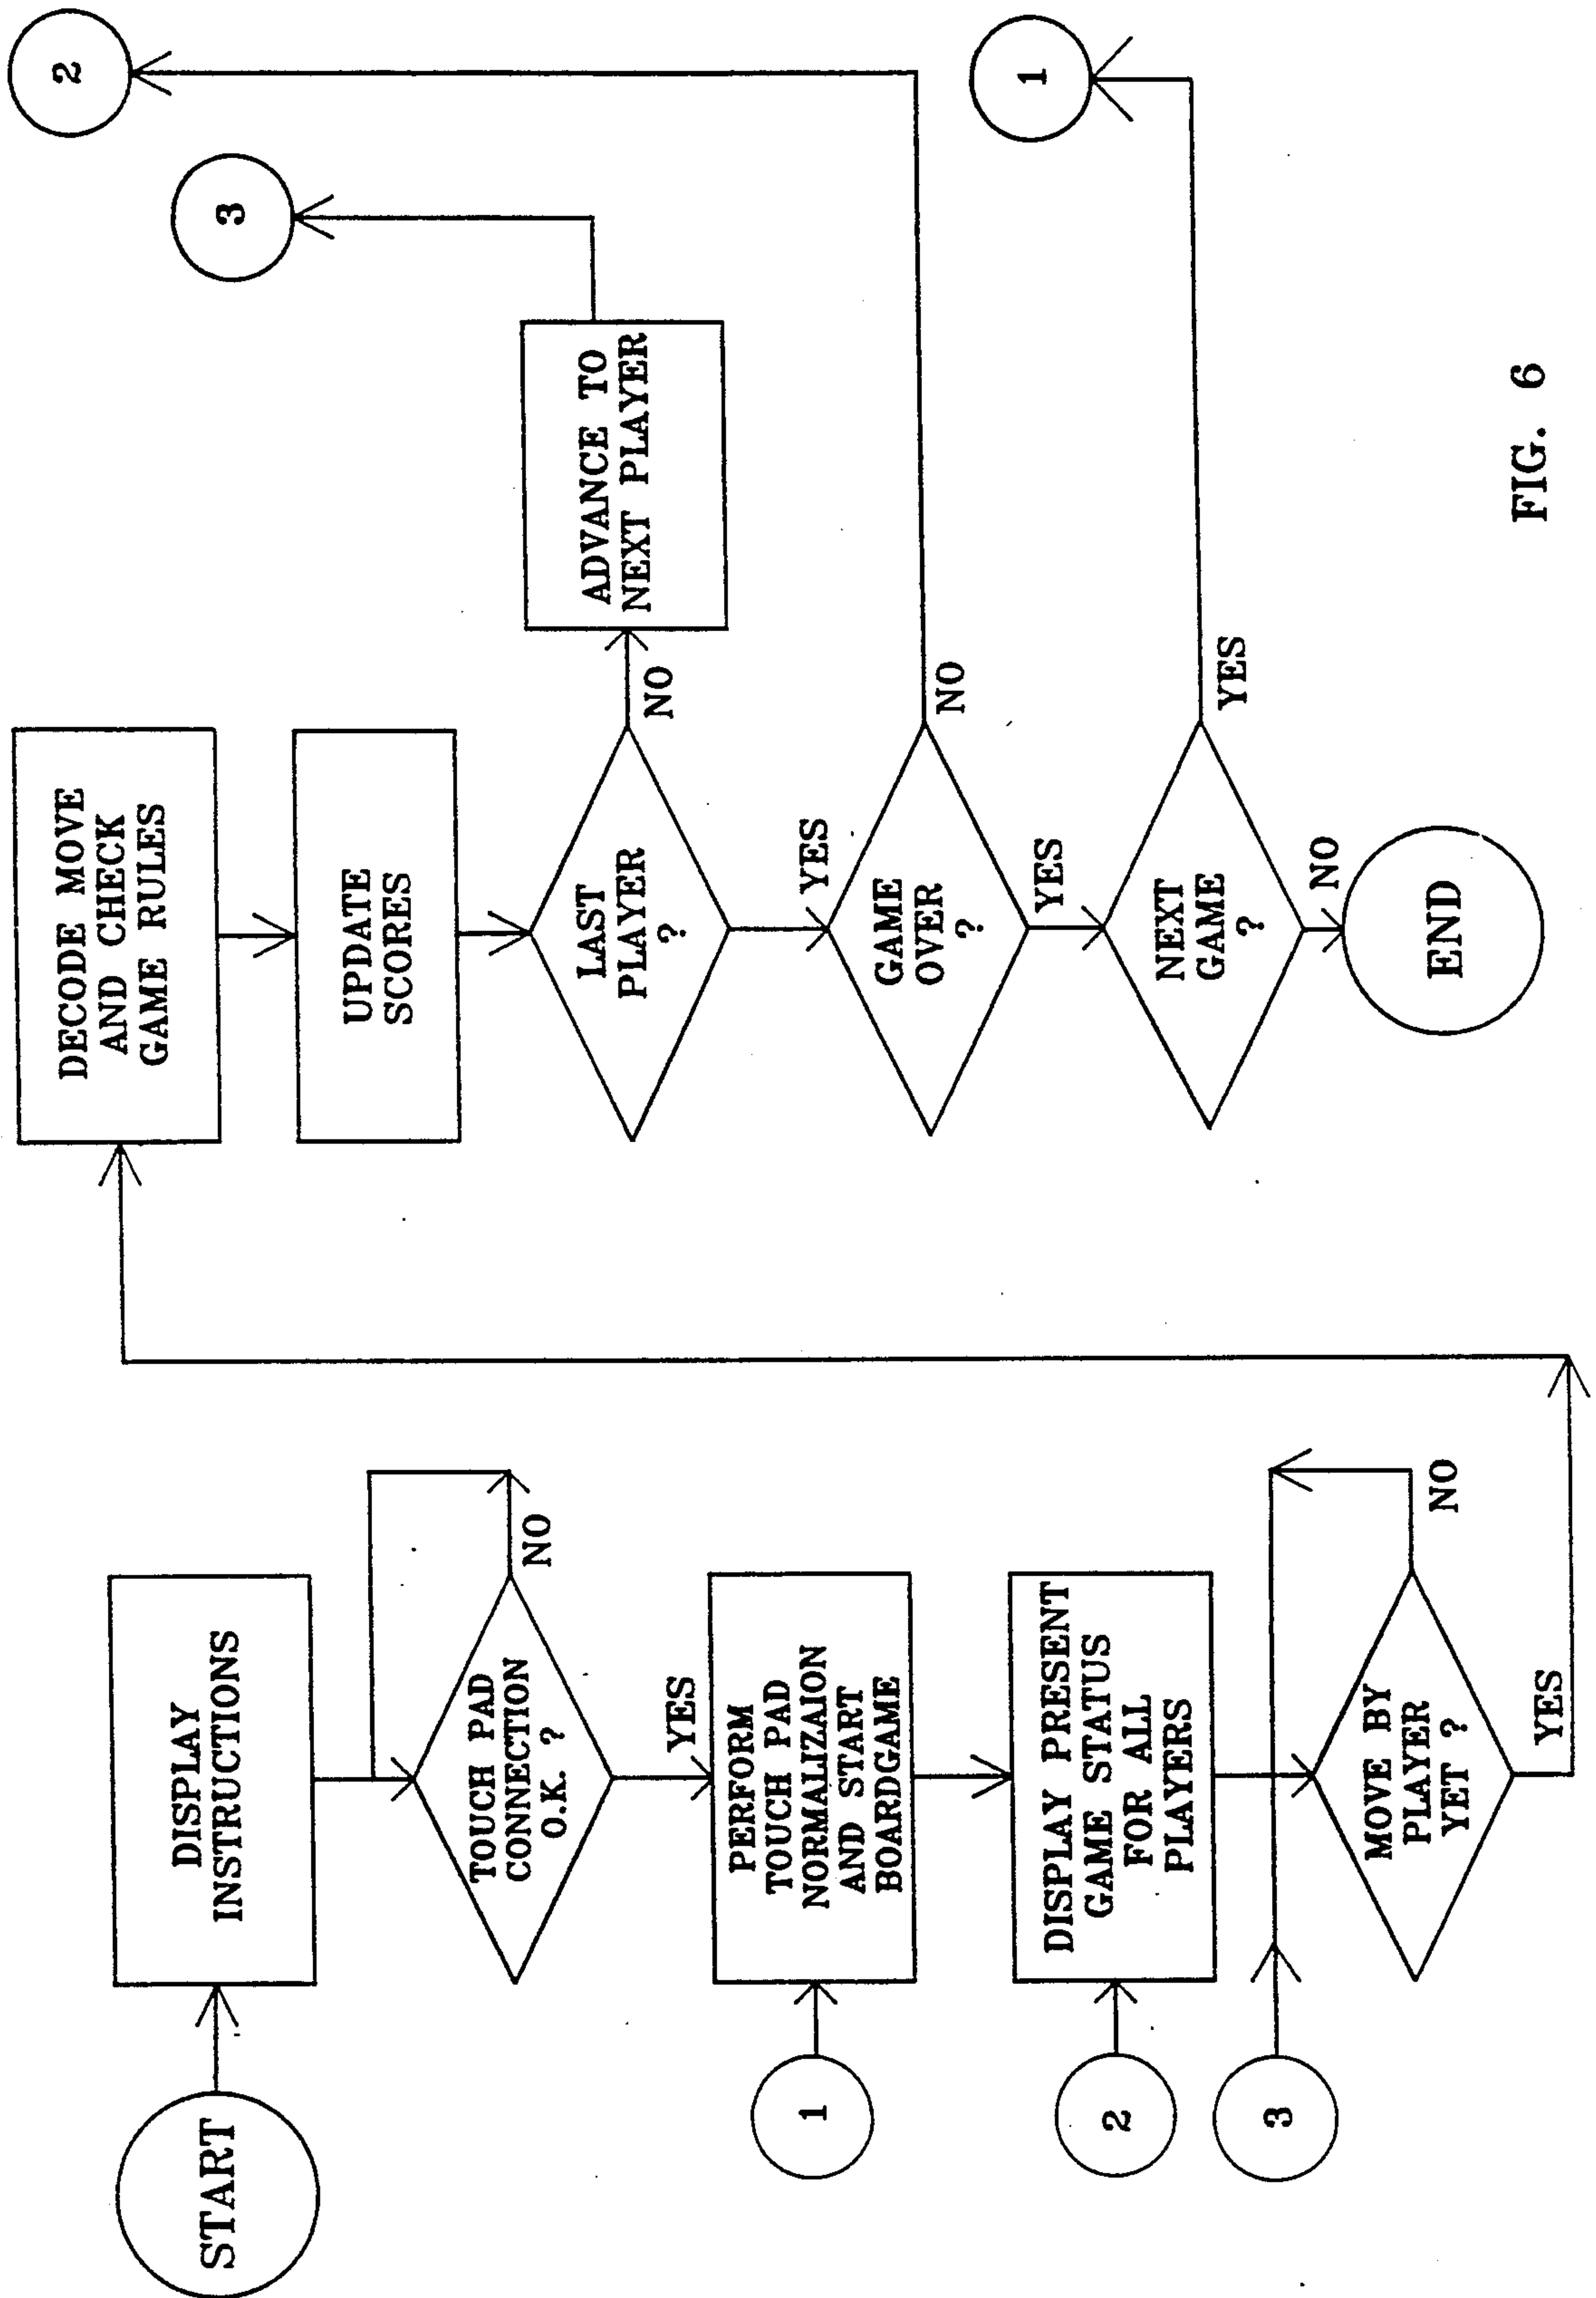 START
DISPLAY
INSTRUCTIONS
TOUCH PAD
CONNECTION
O.K. ?
NO
YES
1
PERFORM
TOUCH PAD
NORMALIZAION
AND START
BOARDGAME
2
DISPLAY PRESENT
GAME STATUS
FOR ALL
PLAYERS
3
MOVE BY
PLAYER
YET ?
NO
YES
DECODE MOVE
AND CHECK
GAME RULES
UPDATE
SCORES
LAST
PLAYER
?
NO
ADVANCE TO
NEXT PLAYER
3
YES
GAME
OVER
?
NO
2
YES
NEXT
GAME
?
YES
1
NO
END
FIG. 6